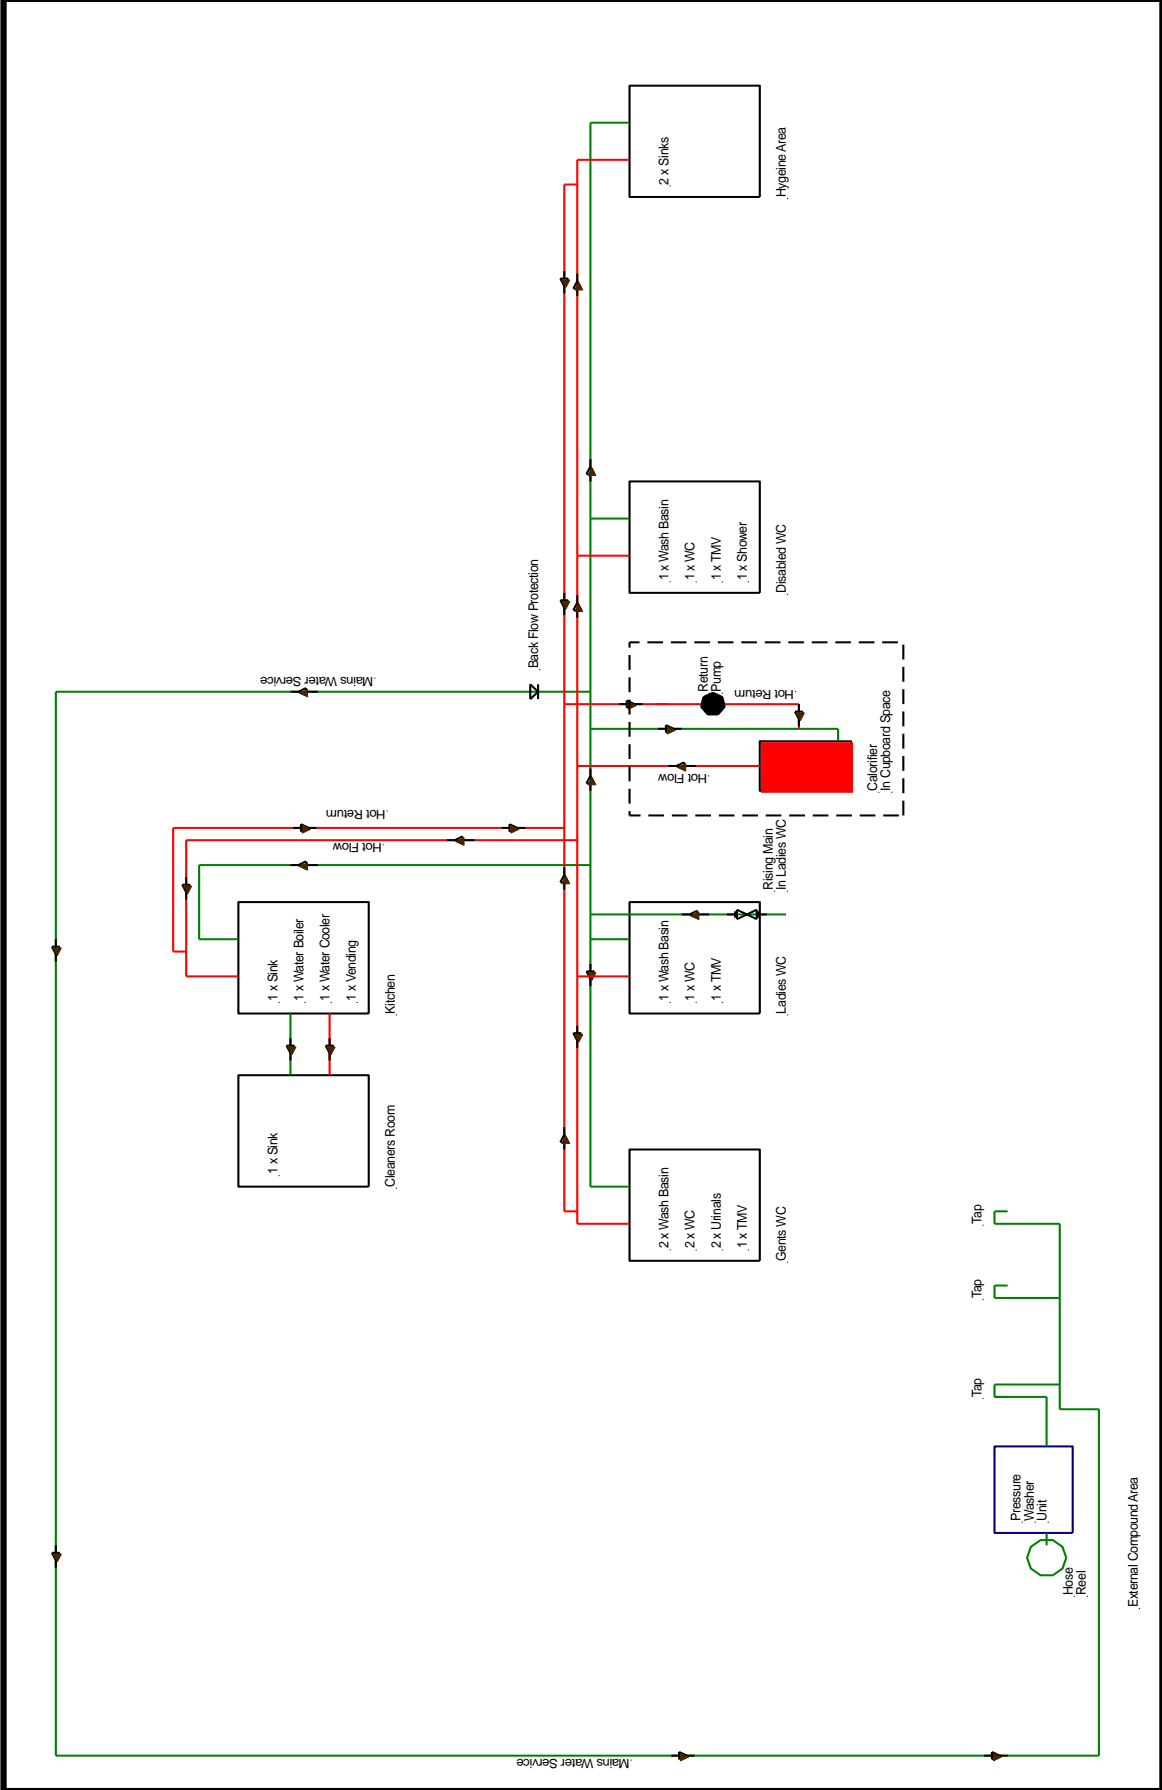 Hot Return
Hot Flow
Mains Water Service
1 x Sink
Cleaners Room
1 x Sink
1 x Water Boiler
1 x Water Cooler
1 x Vending
Kitchen
Mains Water Service
Back Flow Protection
2 x Wash Basin
2 x WC
2 x Urinals
1 x TMV
Gents WC
1 x Wash Basin
1 x WC
1 x TMV
Ladies WC
Rising Main
In Ladies WC
Hot Flow
Return
Pump
Hot Return
Calorifier
In Cupboard Space
1 x Wash Basin
1 x WC
1 x TMV
1 x Shower
Disabled WC
2 x Sinks
Hygeine Area
Tap
Tap
Tap
Pressure
Washer
Unit
Hose
Reel
External Compound Area